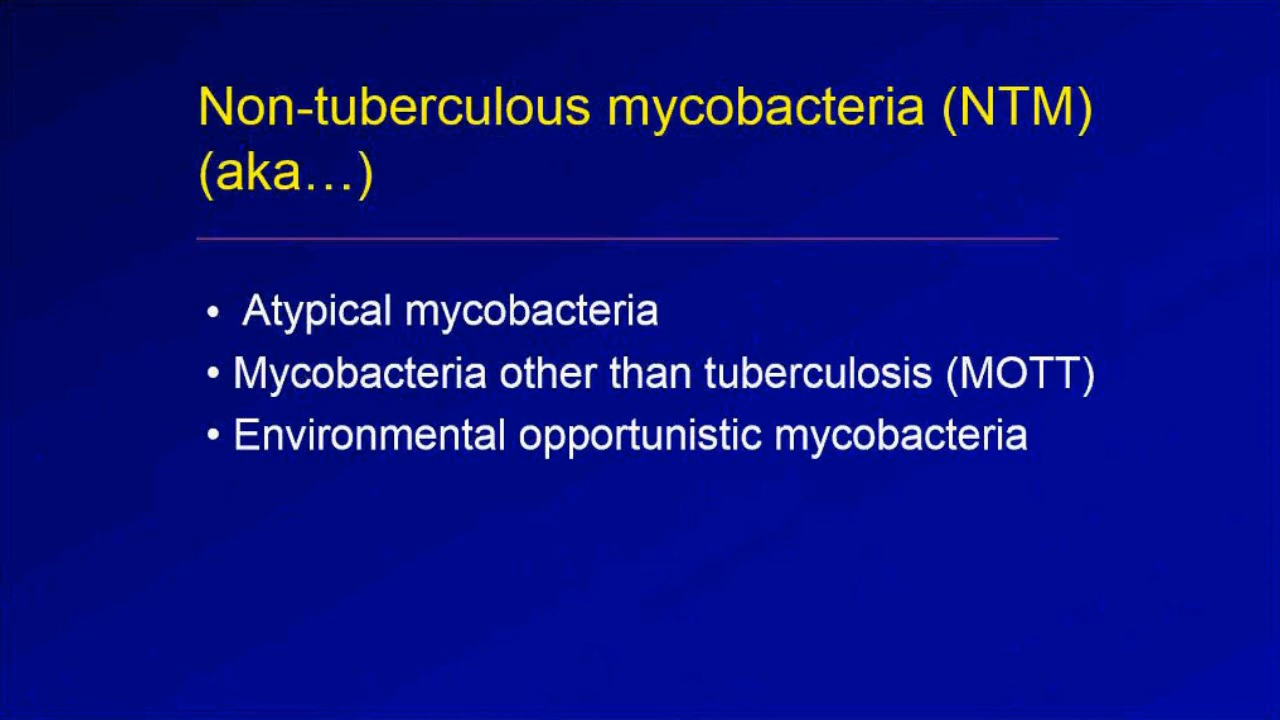 Non-tuberculous mycobacteria (NTM)
(aka…)
• Atypical mycobacteria
• Mycobacteria other than tuberculosis (MOTT)
• Environmental opportunistic mycobacteria